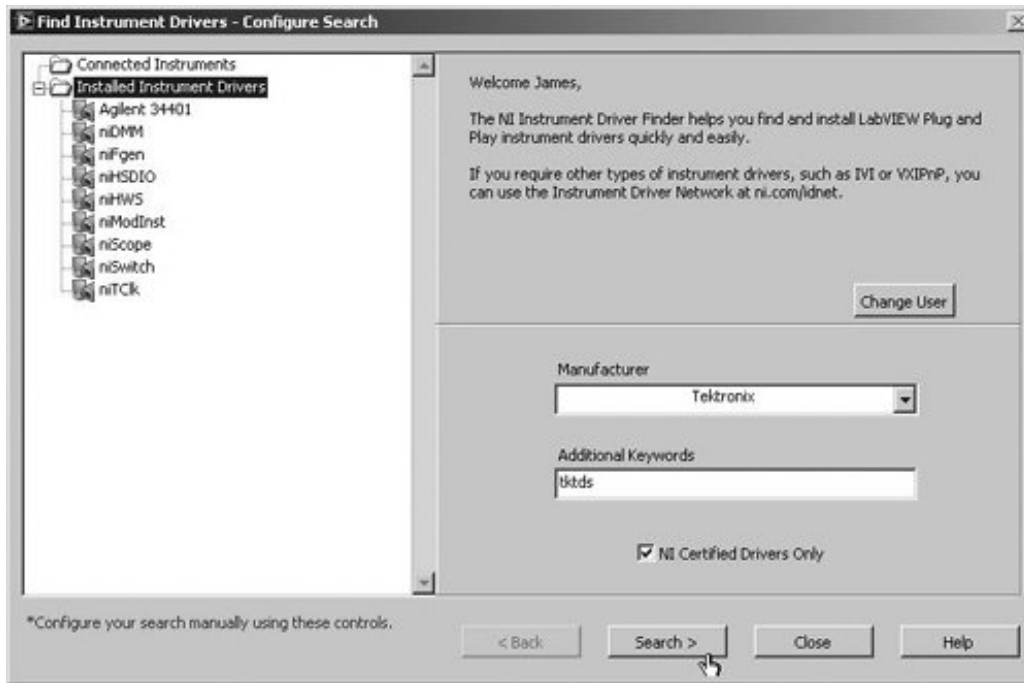 Find Instrument Drivers - Configure Search
Connected Instruments
Installed Instrument Drivers
Agilent 34401
niDMM
niFgen
niHSDIO
niHWS
niModInst
niScope
niSwitch
niTClk
Welcome James,
The NI Instrument Driver Finder helps you find and install LabVIEW Plug and
Play instrument drivers quickly and easily.
If you require other types of instrument drivers, such as IVI or VXIPnP, you
can use the Instrument Driver Network at ni.com/idnet.
Change User
Manufacturer
Tektronix
Additional Keywords
tktds
NI Certified Drivers Only
*Configure your search manually using these controls.
< Back
Search >
Close
Help